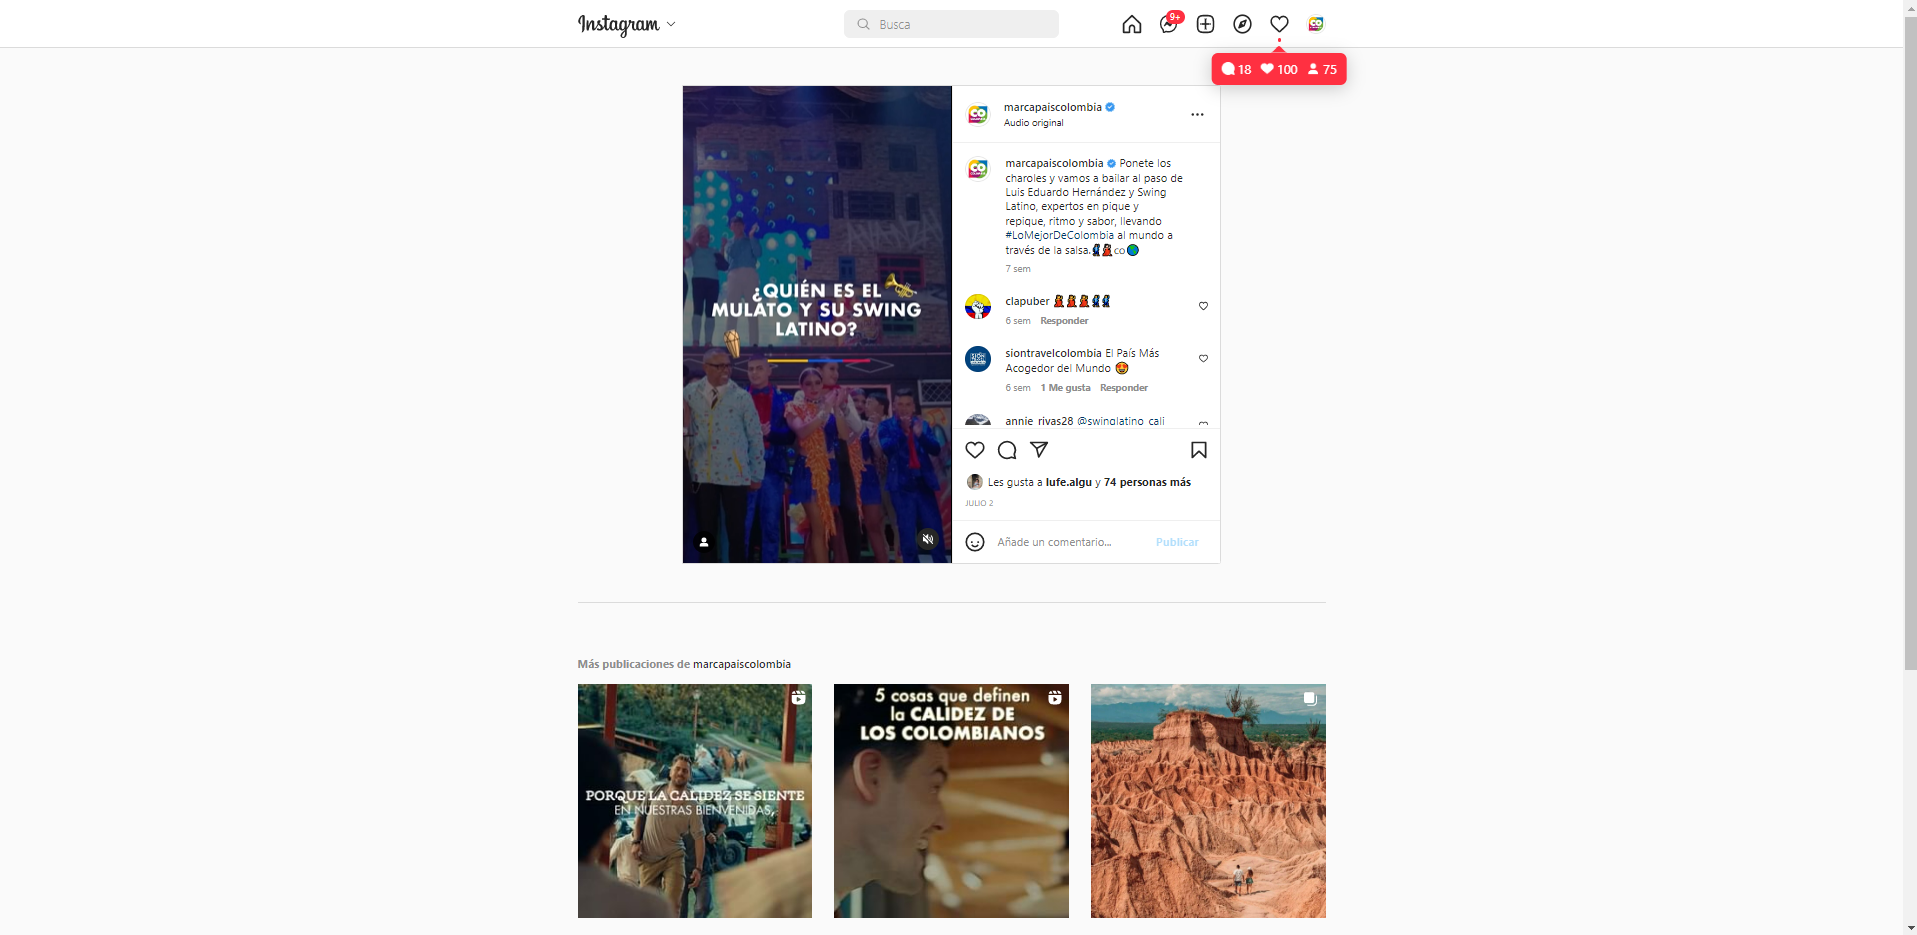 Instagram
Busca
9+
18 100 75
marcapaiscolombia
Audio original
marcapaiscolombia Ponete los
charoles y vamos a bailar al paso de
Luis Eduardo Hernández y Swing
Latino, expertos en pique y
repique, ritmo y sabor, llevando
#LoMejorDeColombia al mundo a
través de la salsa.👯👯co🌎
7 sem
¿QUIÉN ES EL
MULATO Y SU SWING
LATINO?
clapuber
6 sem Responder
siontravelcolombia El País Más
Acogedor del Mundo 🤩
6 sem 1 Me gusta Responder
annie_rivas28 @swinglatino_cali
Les gusta a lufe.algu y 74 personas más
JULIO 2
Añade un comentario... Publicar
Más publicaciones de marcapaiscolombia
PORQUE LA CALIDEZ SE SIENTE
EN NUESTRAS BIENVENIDAS,
5 cosas que definen
la CALIDEZ DE
LOS COLOMBIANOS